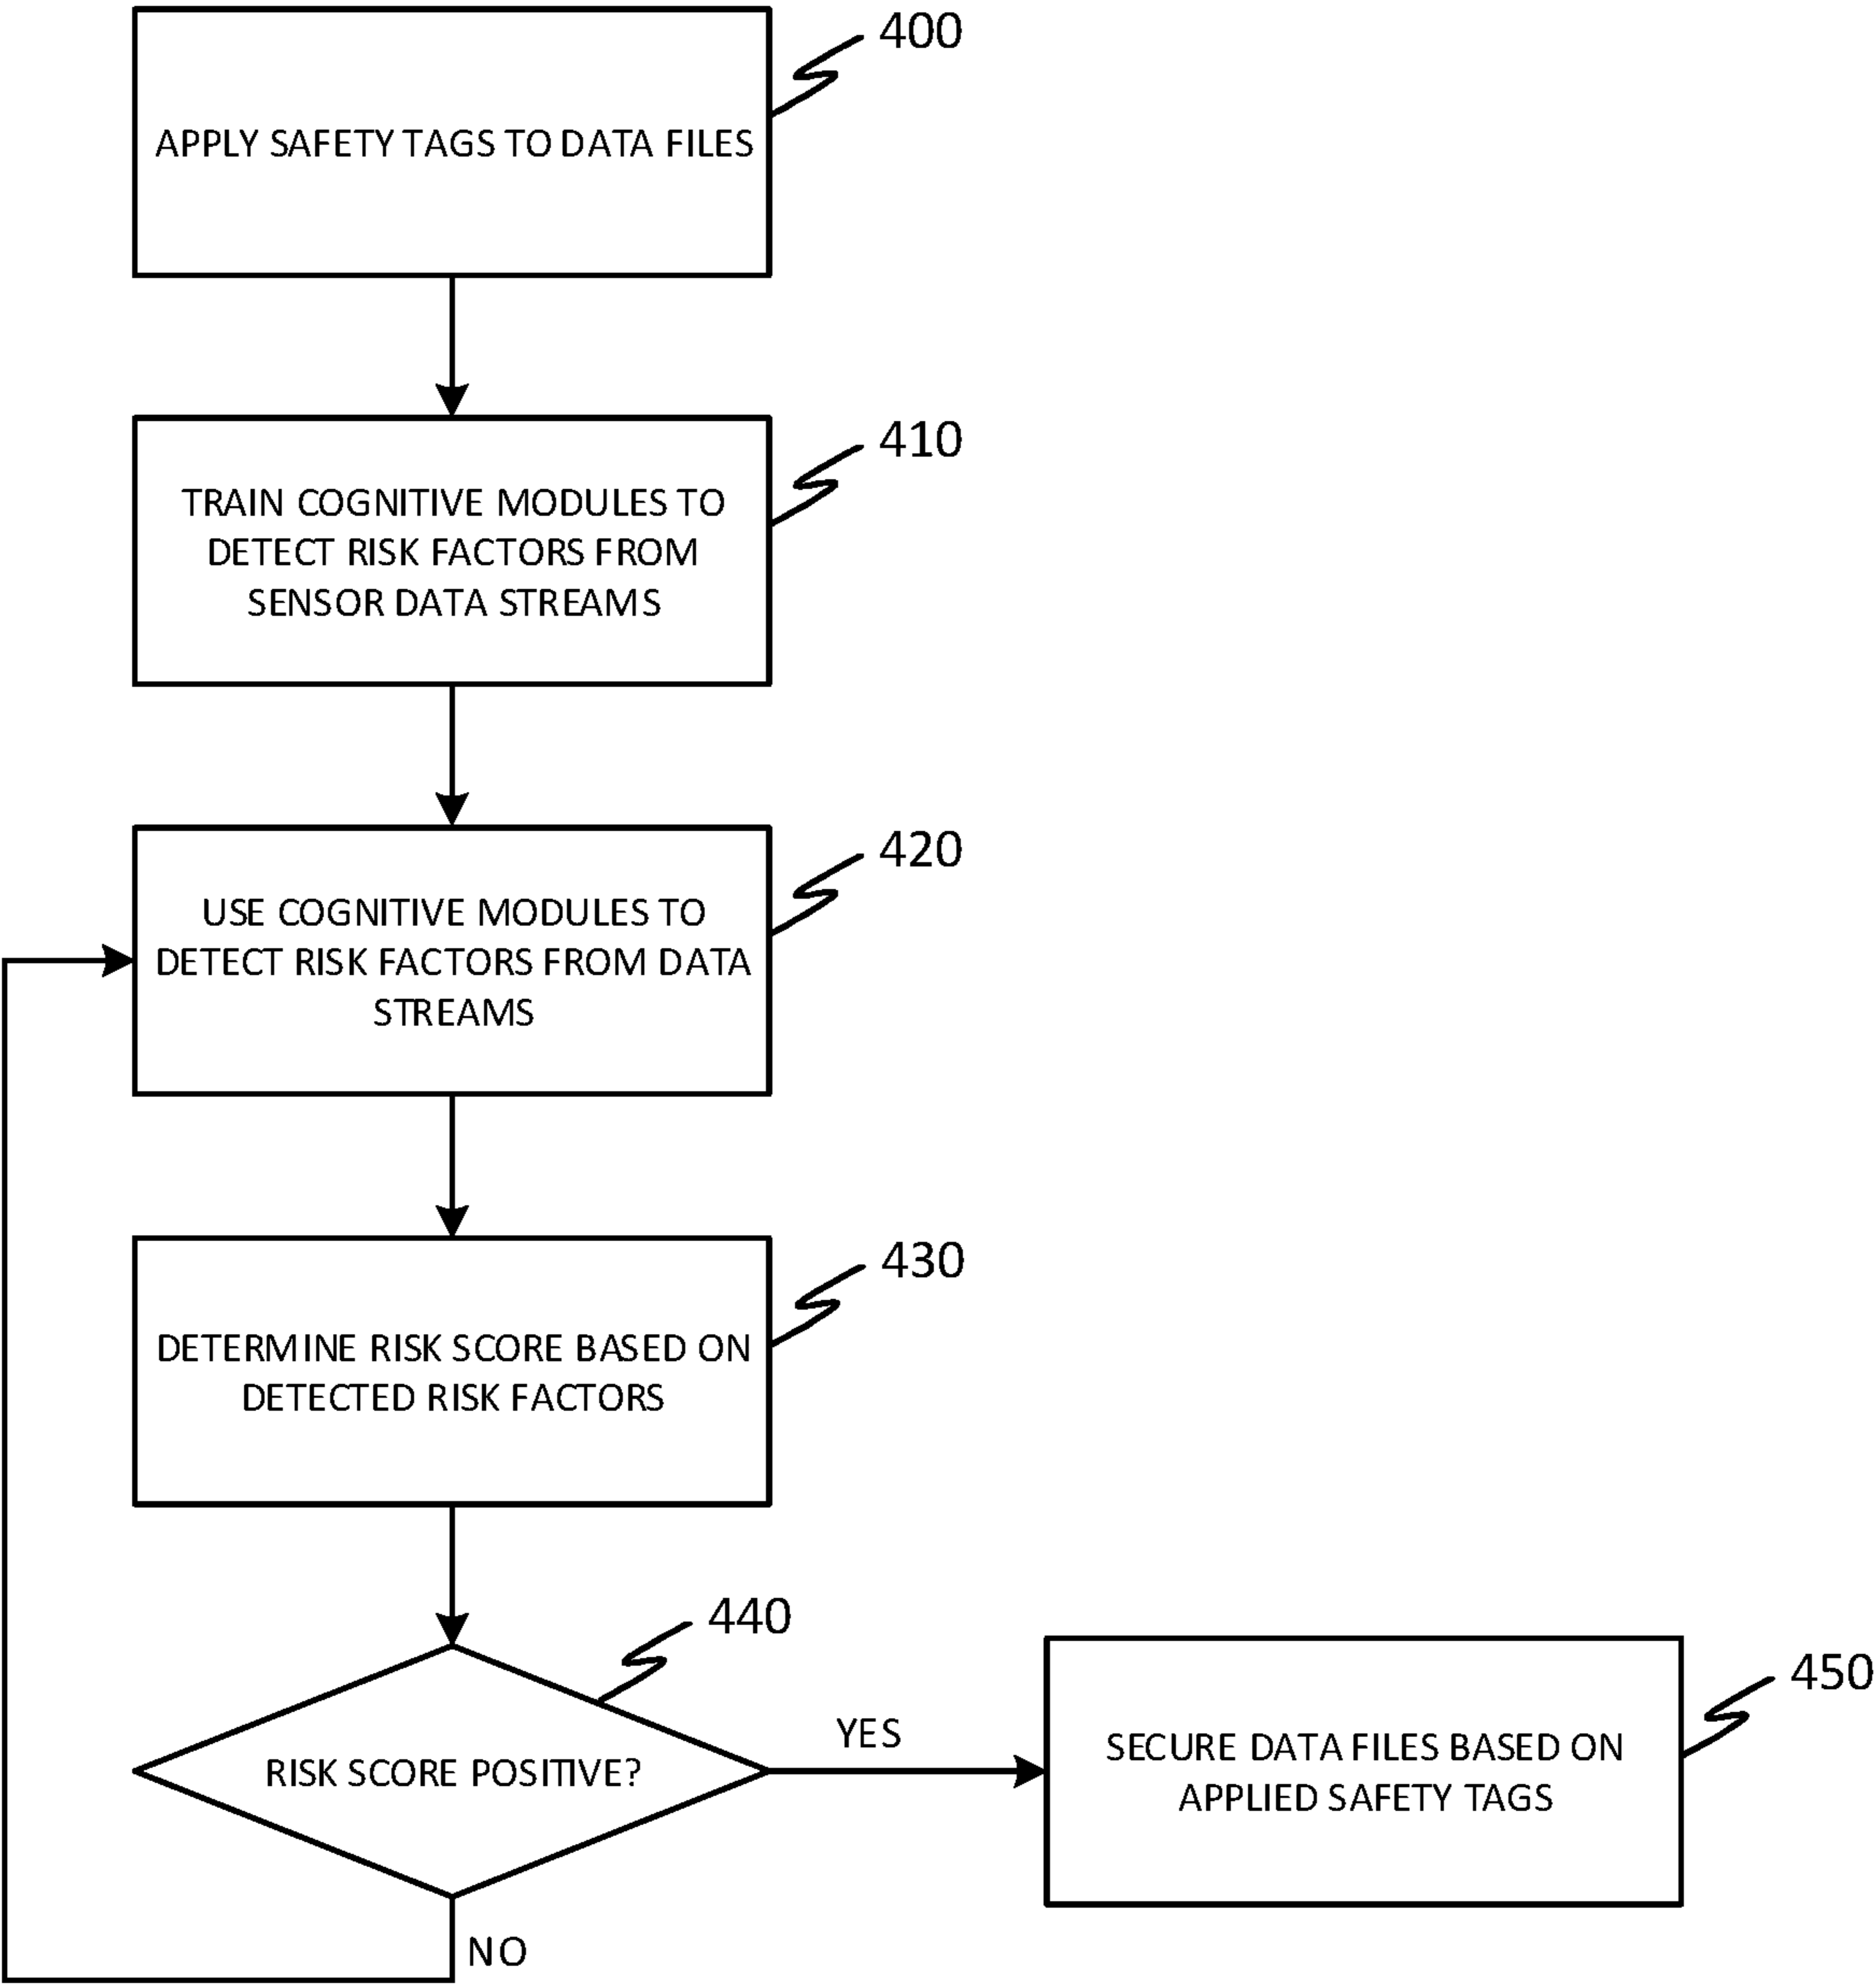 400
APPLY SAFETY TAGS TO DATA FILES
410
TRAIN COGNITIVE MODULES TO
DETECT RISK FACTORS FROM
SENSOR DATA STREAMS
420
USE COGNITIVE MODULES TO
DETECT RISK FACTORS FROM DATA
STREAMS
430
DETERMINE RISK SCORE BASED ON
DETECTED RISK FACTORS
440
RISK SCORE POSITIVE?
YES
450
SECURE DATA FILES BASED ON
APPLIED SAFETY TAGS
NO